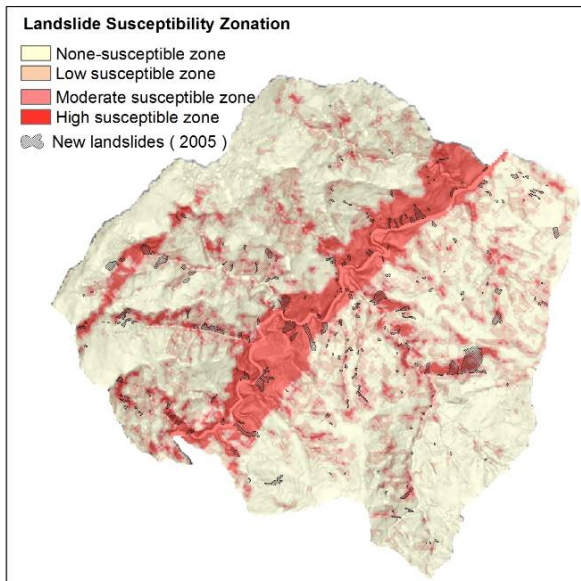 Landslide Susceptibility Zonation
None-susceptible zone
Low susceptible zone
Moderate susceptible zone
High susceptible zone
New landslides ( 2005 )